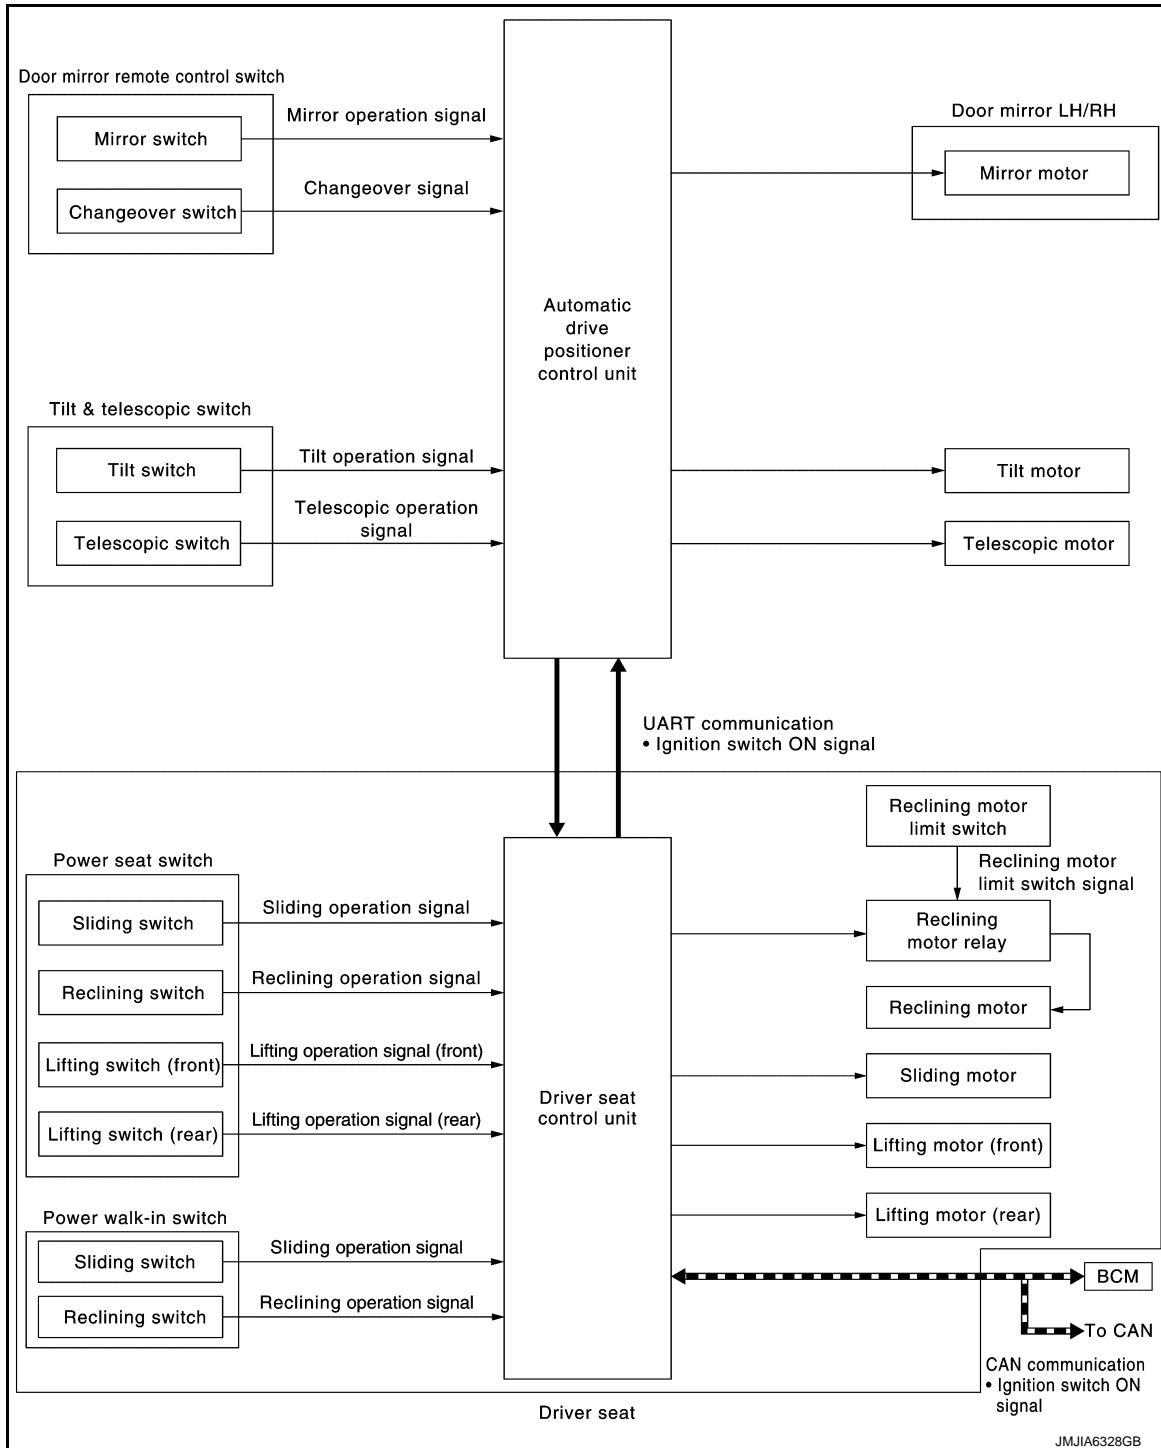 Door mirror remote control switch
Mirror switch
Mirror operation signal
Changeover switch
Changeover signal
Door mirror LH/RH
Mirror motor
Automatic
drive
positioner
control unit
Tilt & telescopic switch
Tilt switch
Tilt operation signal
Telescopic switch
Telescopic operation
signal
Tilt motor
Telescopic motor
UART communication
• Ignition switch ON signal
Power seat switch
Sliding switch
Sliding operation signal
Reclining switch
Reclining operation signal
Lifting switch (front)
Lifting operation signal (front)
Lifting switch (rear)
Lifting operation signal (rear)
Power walk-in switch
Sliding switch
Sliding operation signal
Reclining switch
Reclining operation signal
Driver seat
control unit
Reclining motor
limit switch
Reclining motor
limit switch signal
Reclining
motor relay
Reclining motor
Sliding motor
Lifting motor (front)
Lifting motor (rear)
BCM
To CAN
CAN communication
• Ignition switch ON
signal
Driver seat
JMJIA6328GB